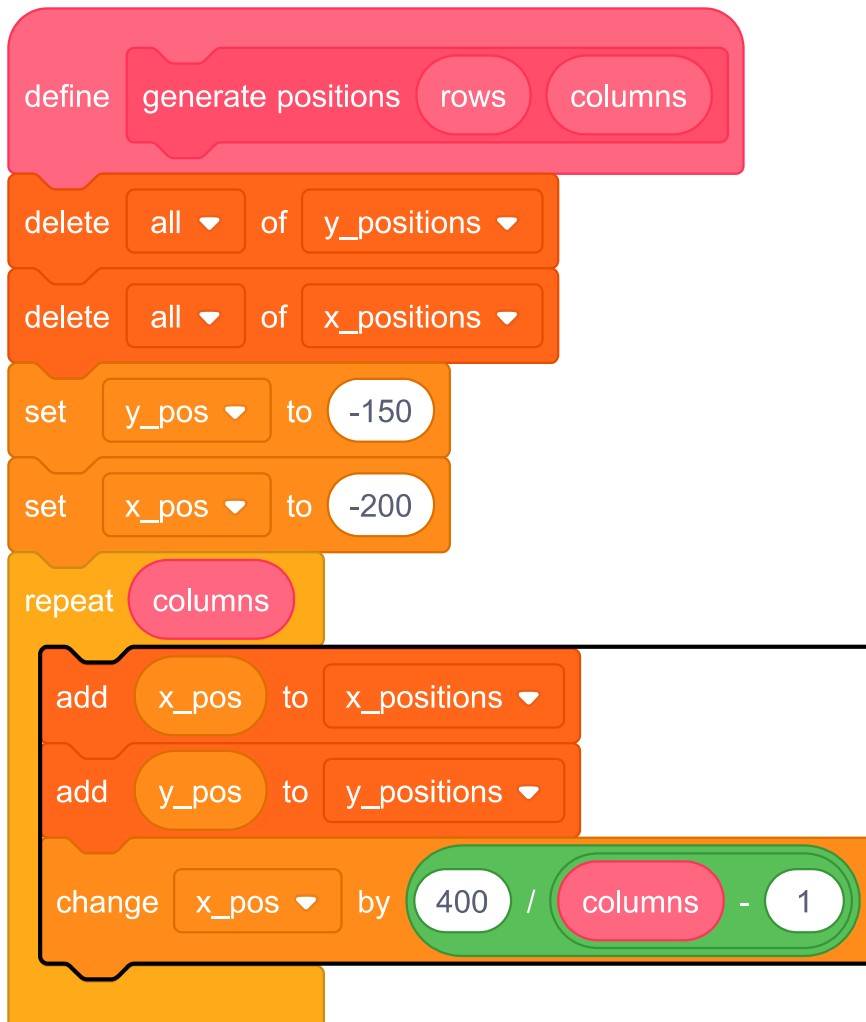 define generate positions rows columns
delete all of y_positions
delete all of x_positions
set y_pos to -150
set x_pos to -200
repeat columns
add x_pos to x_positions
add y_pos to y_positions
change x_pos by 400 / columns - 1